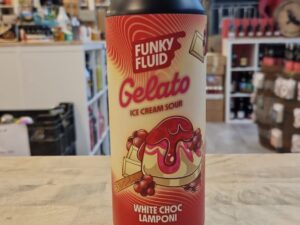 FUNKY
FLUID
Gelato
ICE CREAM SOUR
WHITE CHOC
LAMPONI